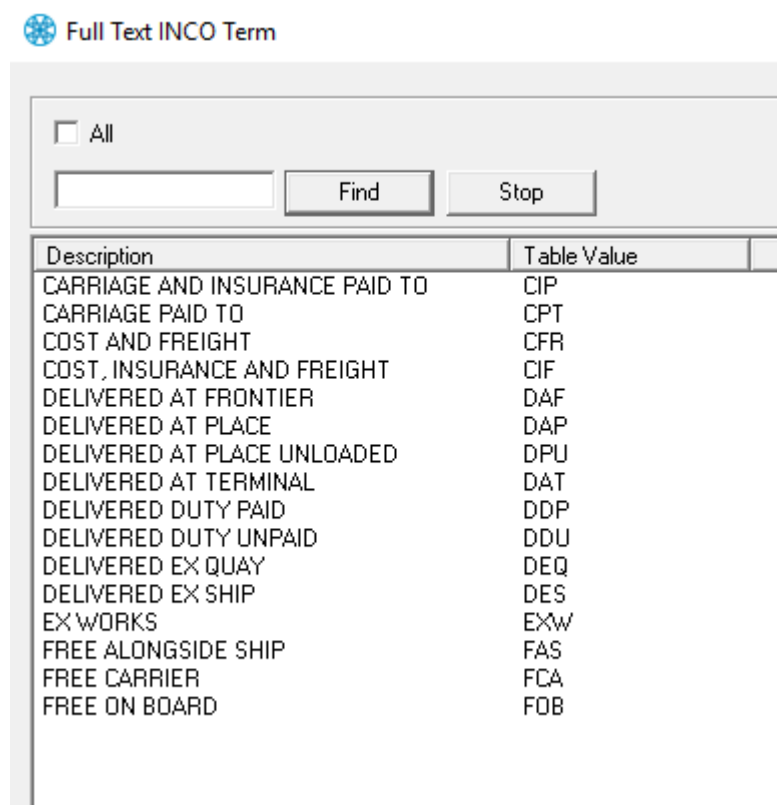 Full Text INCO Term
All
Find Stop
Description Table Value
CARRIAGE AND INSURANCE PAID TO CIP
CARRIAGE PAID TO CPT
COST AND FREIGHT CFR
COST, INSURANCE AND FREIGHT CIF
DELIVERED AT FRONTIER DAF
DELIVERED AT PLACE DAP
DELIVERED AT PLACE UNLOADED DPU
DELIVERED AT TERMINAL DAT
DELIVERED DUTY PAID DDP
DELIVERED DUTY UNPAID DDU
DELIVERED EX QUAY DEQ
DELIVERED EX SHIP DES
EX WORKS EXW
FREE ALONGSIDE SHIP FAS
FREE CARRIER FCA
FREE ON BOARD FOB